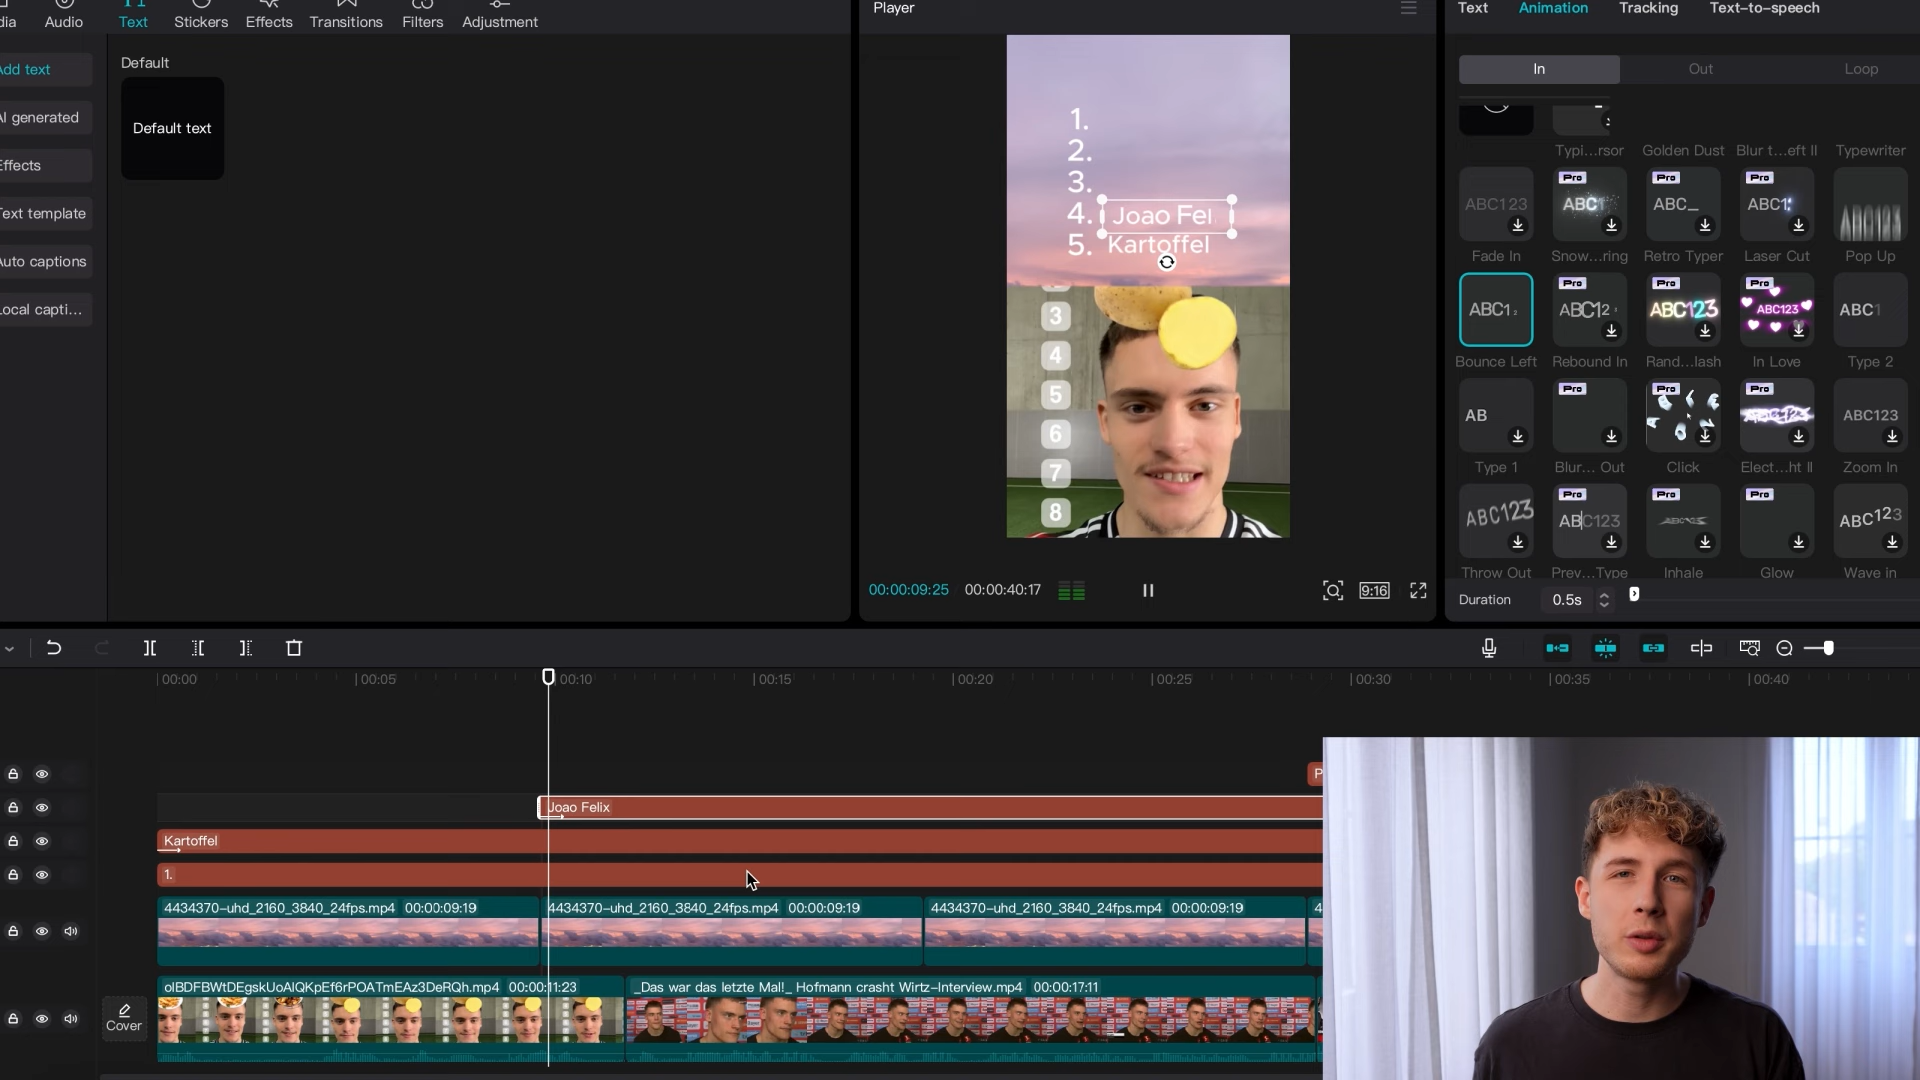 dia
Audio
Text
Stickers
Effects
Transitions
Filters
Adjustment
Add text
AI generated
Effects
Text template
Auto captions
Local capti...
Default
Default text
Player
1.
2.
3.
4. Joao Fel
5. Kartoffel
3
4
5
6
7
8
00:00:09:25
00:00:40:17
9:16
Text
Animation
Tracking
Text-to-speech
In
Out
Loop
Typi...rsor
Golden Dust
Blur t...eft II
Typewriter
ABC123
Pro
ABC1
Pro
ABC_
Pro
ABC1
ABC123
Fade In
Snow...ring
Retro Typer
Laser Cut
Pop Up
ABC1 2
Pro
ABC12
Pro
ABC123
Pro
ABC123
ABC1
Bounce Left
Rebound In
Rand...lash
In Love
Type 2
AB
Pro
Pro
Pro
ABC123
ABC123
Type 1
Blur... Out
Click
Elect...ht II
Zoom In
ABC123
Pro
ABC123
Pro
ABC123
Pro
ABC123
Throw Out
Prev...Type
Inhale
Glow
Wave in
Duration
0.5s
00:00
00:05
00:10
00:15
00:20
00:25
00:30
00:35
00:40
P
Joao Felix
Kartoffel
1.
4434370-uhd_2160_3840_24fps.mp4 00:00:09:19
4434370-uhd_2160_3840_24fps.mp4 00:00:09:19
4434370-uhd_2160_3840_24fps.mp4 00:00:09:19
4
Cover
oIBDFBWtDEgskUoAIQKpEf6rPOATmEAz3DeRQh.mp4 00:00:11:23
_Das war das letzte Mal!_ Hofmann crasht Wirtz-Interview.mp4 00:00:17:11